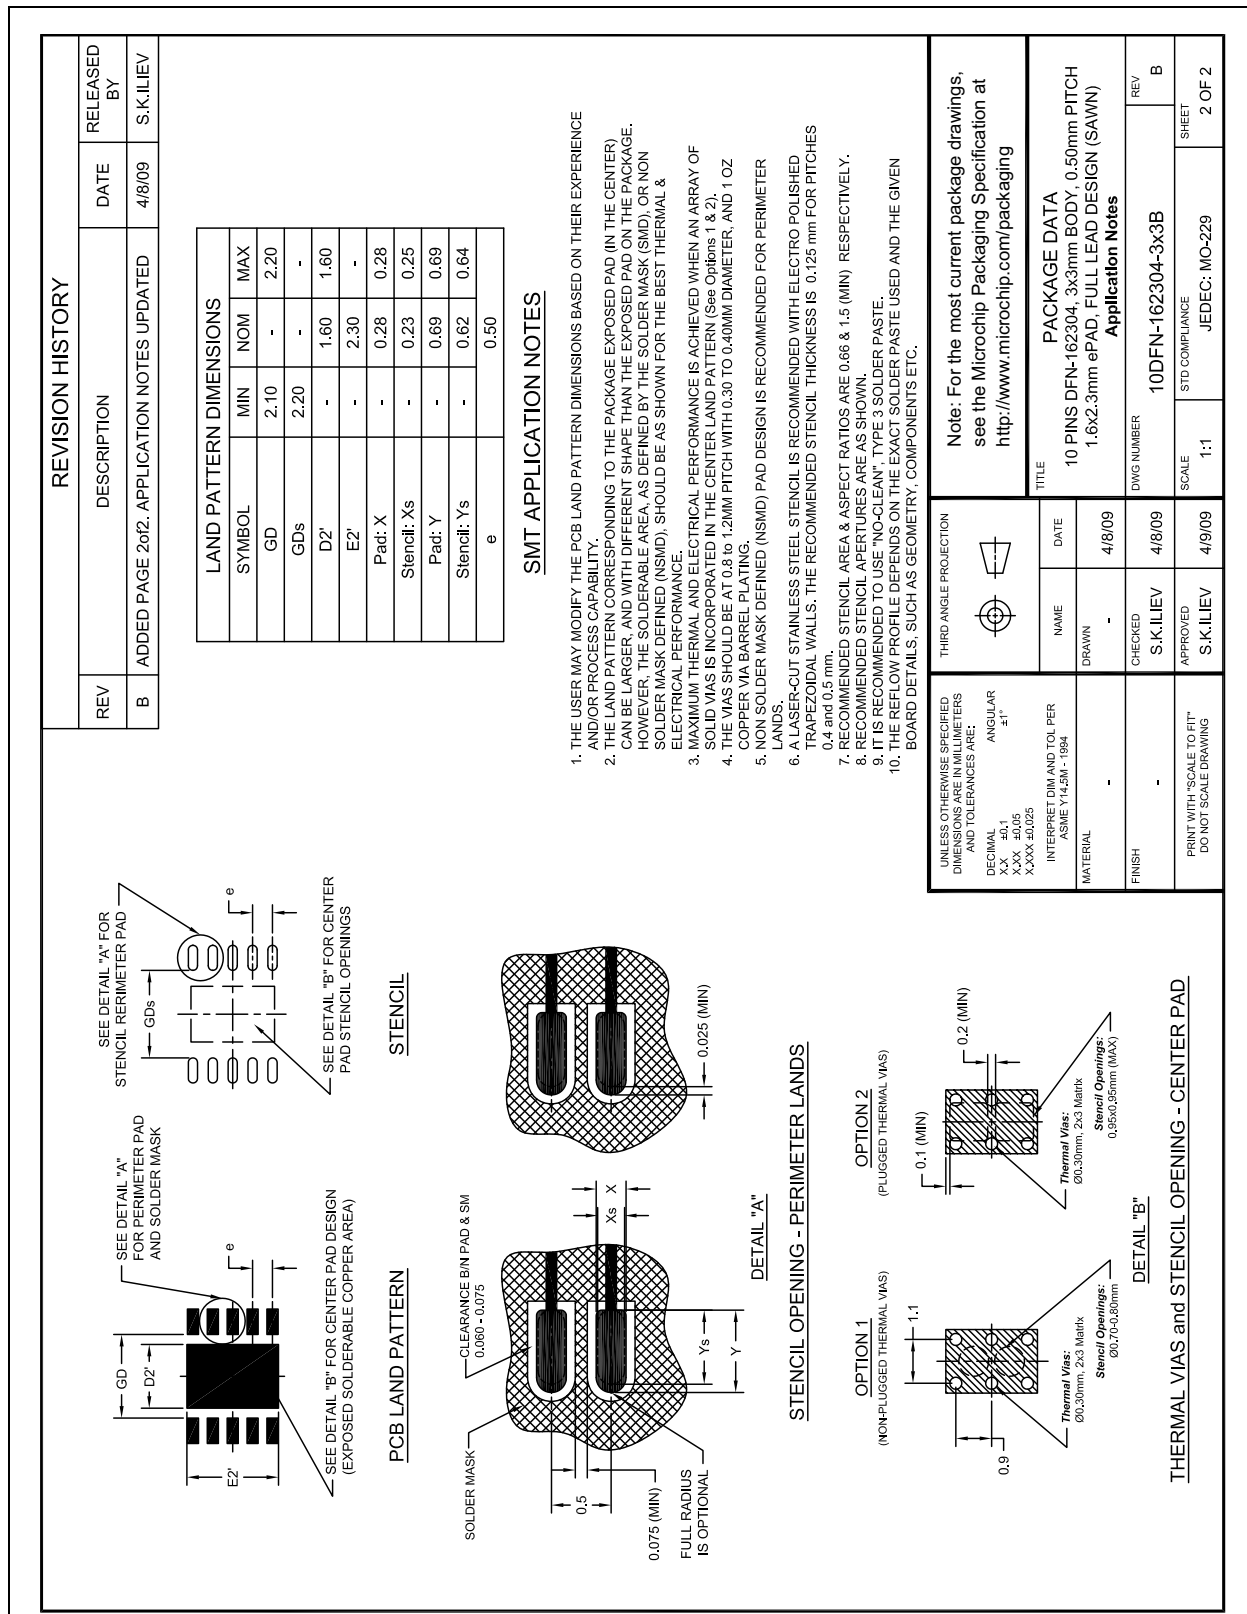 REVISION HISTORY
REV DESCRIPTION DATE RELEASED BY
B ADDED PAGE 2of2. APPLICATION NOTES UPDATED 4/8/09 S.K.ILIEV
SEE DETAIL "A"
FOR PERIMETER PAD
AND SOLDER MASK
GD
D2'
e
E2'
SEE DETAIL "B" FOR CENTER PAD DESIGN
(EXPOSED SOLDERABLE COPPER AREA)
PCB LAND PATTERN
SEE DETAIL "A" FOR
STENCIL RERIMETER PAD
GDs
e
SEE DETAIL "B" FOR CENTER
PAD STENCIL OPENINGS
STENCIL
LAND PATTERN DIMENSIONS
SYMBOL MIN NOM MAX
GD 2.10 - 2.20
GDs 2.20 - -
D2' - 1.60 1.60
E2' - 2.30 -
Pad: X - 0.28 0.28
Stencil: Xs - 0.23 0.25
Pad: Y - 0.69 0.69
Stencil: Ys - 0.62 0.64
e 0.50
SOLDER MASK
CLEARANCE B/N PAD & SM
0.060 - 0.075
0.5
0.075 (MIN)
FULL RADIUS
IS OPTIONAL
Xs
X
Ys
Y
0.025 (MIN)
DETAIL "A"
STENCIL OPENING - PERIMETER LANDS
SMT APPLICATION NOTES
1. THE USER MAY MODIFY THE PCB LAND PATTERN DIMENSIONS BASED ON THEIR EXPERIENCE
AND/OR PROCESS CAPABILITY.
2. THE LAND PATTERN CORRESPONDING TO THE PACKAGE EXPOSED PAD (IN THE CENTER)
CAN BE LARGER, AND WITH DIFFERENT SHAPE THAN THE EXPOSED PAD ON THE PACKAGE.
HOWEVER, THE SOLDERABLE AREA, AS DEFINED BY THE SOLDER MASK (SMD), OR NON
SOLDER MASK DEFINED (NSMD), SHOULD BE AS SHOWN FOR THE BEST THERMAL &
ELECTRICAL PERFORMANCE.
3. MAXIMUM THERMAL AND ELECTRICAL PERFORMANCE IS ACHIEVED WHEN AN ARRAY OF
SOLID VIAS IS INCORPORATED IN THE CENTER LAND PATTERN (See Options 1 & 2).
4. THE VIAS SHOULD BE AT 0.8 to 1.2MM PITCH WITH 0.30 TO 0.40MM DIAMETER, AND 1 OZ
COPPER VIA BARREL PLATING.
5. NON SOLDER MASK DEFINED (NSMD) PAD DESIGN IS RECOMMENDED FOR PERIMETER
LANDS.
6. A LASER-CUT STAINLESS STEEL STENCIL IS RECOMMENDED WITH ELECTRO POLISHED
TRAPEZOIDAL WALLS. THE RECOMMENDED STENCIL THICKNESS IS 0.125 mm FOR PITCHES
0.4 and 0.5 mm.
7. RECOMMENDED STENCIL AREA & ASPECT RATIOS ARE 0.66 & 1.5 (MIN) RESPECTIVELY.
8. RECOMMENDED STENCIL APERTURES ARE AS SHOWN.
9. IT IS RECOMMENDED TO USE "NO-CLEAN", TYPE 3 SOLDER PASTE.
10. THE REFLOW PROFILE DEPENDS ON THE EXACT SOLDER PASTE USED AND THE GIVEN
BOARD DETAILS, SUCH AS GEOMETRY, COMPONENTS ETC.
OPTION 1
(NON-PLUGGED THERMAL VIAS)
1.1
0.9
Thermal Vias:
Ø0.30mm, 2x3 Matrix
Stencil Openings:
Ø0.70-0.80mm
OPTION 2
(PLUGGED THERMAL VIAS)
0.1 (MIN)
0.2 (MIN)
Thermal Vias:
Ø0.30mm, 2x3 Matrix
Stencil Openings:
0.95x0.95mm (MAX)
DETAIL "B"
THERMAL VIAS and STENCIL OPENING - CENTER PAD
UNLESS OTHERWISE SPECIFIED
DIMENSIONS ARE IN MILLIMETERS
AND TOLERANCES ARE:
DECIMAL ANGULAR
X.X ±0.1 ±1°
X.XX ±0.05
X.XXX ±0.025
INTERPRET DIM AND TOL PER
ASME Y14.5M - 1994
MATERIAL
-
FINISH
-
PRINT WITH "SCALE TO FIT"
DO NOT SCALE DRAWING
THIRD ANGLE PROJECTION
NAME DATE
DRAWN
- 4/8/09
CHECKED
S.K.ILIEV 4/8/09
APPROVED
S.K.ILIEV 4/9/09
Note: For the most current package drawings,
see the Microchip Packaging Specification at
http://www.microchip.com/packaging
TITLE
PACKAGE DATA
10 PINS DFN-162304, 3x3mm BODY, 0.50mm PITCH
1.6x2.3mm ePAD, FULL LEAD DESIGN (SAWN)
Application Notes
DWG NUMBER
10DFN-162304-3x3B
REV
B
SCALE
1:1
STD COMPLIANCE
JEDEC: MO-229
SHEET
2 OF 2